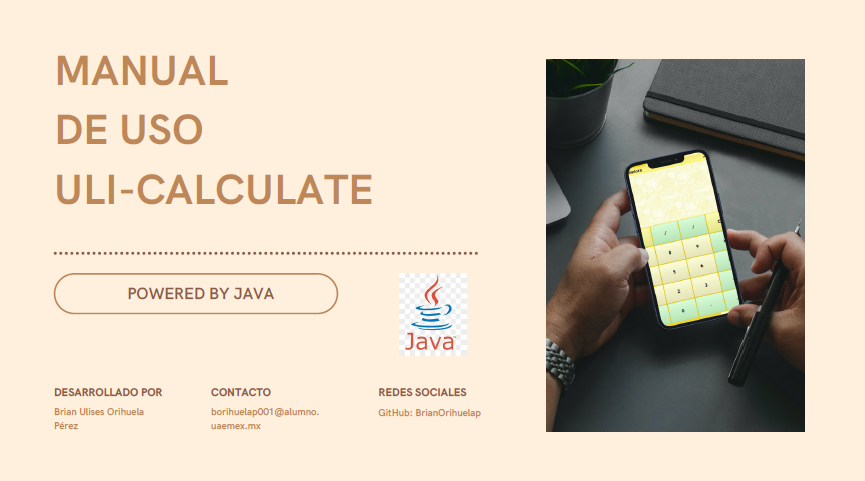 MANUAL
DE USO
ULI-CALCULATE
POWERED BY JAVA
Java
DESARROLLADO POR
Brian Ulises Orihuela
Pérez
CONTACTO
borihuelap001@alumno.
uaemex.mx
REDES SOCIALES
GitHub: BrianOrihuelap